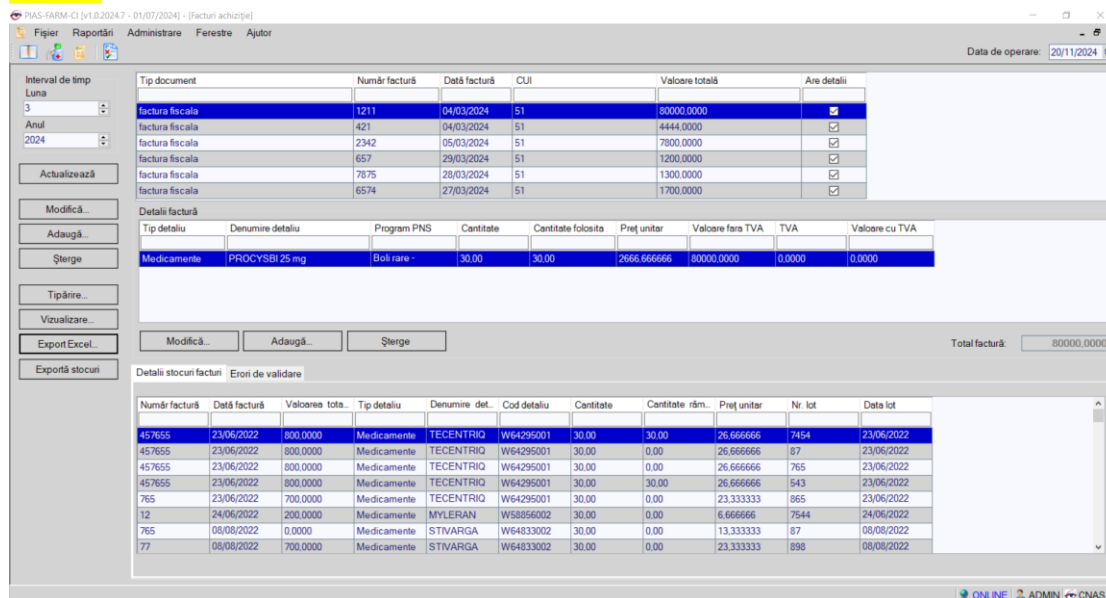 PIAS-FARM-CI [v1.0.2024.7 - 01/07/2024] - [Facturi achiziție]
Fișier Raportări Administrare Ferestre Ajutor
Data de operare: 20/11/2024
Interval de timp
Luna
3
Anul
2024
Actualizează
Modifică...
Adaugă...
Șterge
Tipărire...
Vizualizare...
Export Excel...
Exportă stocuri
Tip document Număr factură Dată factură CUI Valoare totală Are detalii
factura fiscala 1211 04/03/2024 51 80000,0000
factura fiscala 421 04/03/2024 51 4444,0000
factura fiscala 2342 05/03/2024 51 7800,0000
factura fiscala 657 29/03/2024 51 1200,0000
factura fiscala 7875 28/03/2024 51 1300,0000
factura fiscala 6574 27/03/2024 51 1700,0000
Detalii factură
Tip detaliu Denumire detaliu Program PNS Cantitate Cantitate folosita Preț unitar Valoare fara TVA TVA Valoare cu TVA
Medicamente PROCYSBI 25 mg Boli rare - 30,00 30,00 2666,666666 80000,0000 0,0000 0,0000
Modifică... Adaugă... Șterge
Total factură: 80000,0000
Detalii stocuri facturi Erori de validare
Număr factură Dată factură Valoarea tota... Tip detaliu Denumire det... Cod detaliu Cantitate Cantitate răm... Preț unitar Nr. lot Data lot
457655 23/06/2022 800,0000 Medicamente TECENTRIQ W64295001 30,00 30,00 26,666666 7454 23/06/2022
457655 23/06/2022 800,0000 Medicamente TECENTRIQ W64295001 30,00 0,00 26,666666 87 23/06/2022
457655 23/06/2022 800,0000 Medicamente TECENTRIQ W64295001 30,00 0,00 26,666666 765 23/06/2022
457655 23/06/2022 800,0000 Medicamente TECENTRIQ W64295001 30,00 30,00 26,666666 543 23/06/2022
765 23/06/2022 700,0000 Medicamente TECENTRIQ W64295001 30,00 0,00 23,333333 865 23/06/2022
12 24/06/2022 200,0000 Medicamente MYLERAN W58856002 30,00 0,00 6,666666 7544 24/06/2022
765 08/08/2022 0,0000 Medicamente STIVARGA W64833002 30,00 0,00 13,333333 87 08/08/2022
77 08/08/2022 700,0000 Medicamente STIVARGA W64833002 30,00 0,00 23,333333 898 08/08/2022
ONLINE ADMIN CNAS